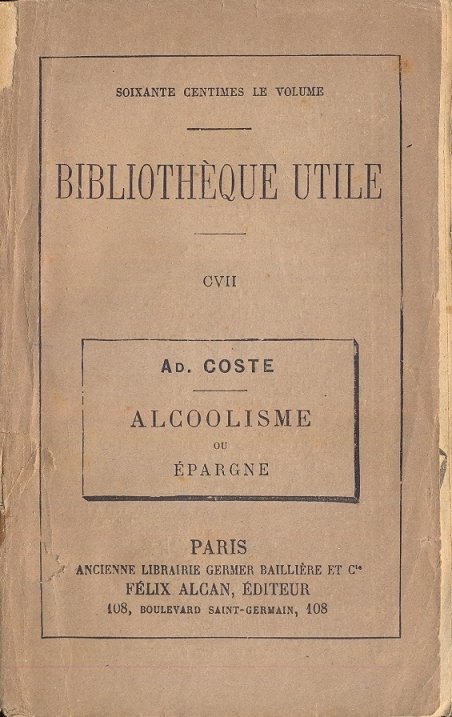 SOIXANTE CENTIMES LE VOLUME
BIBLIOTHÈQUE UTILE
CVII
AD. COSTE
ALCOOLISME
OU
ÉPARGNE
PARIS
ANCIENNE LIBRAIRIE GERMER BAILLIÈRE ET Cie
FÉLIX ALCAN, ÉDITEUR
108, BOULEVARD SAINT-GERMAIN, 108